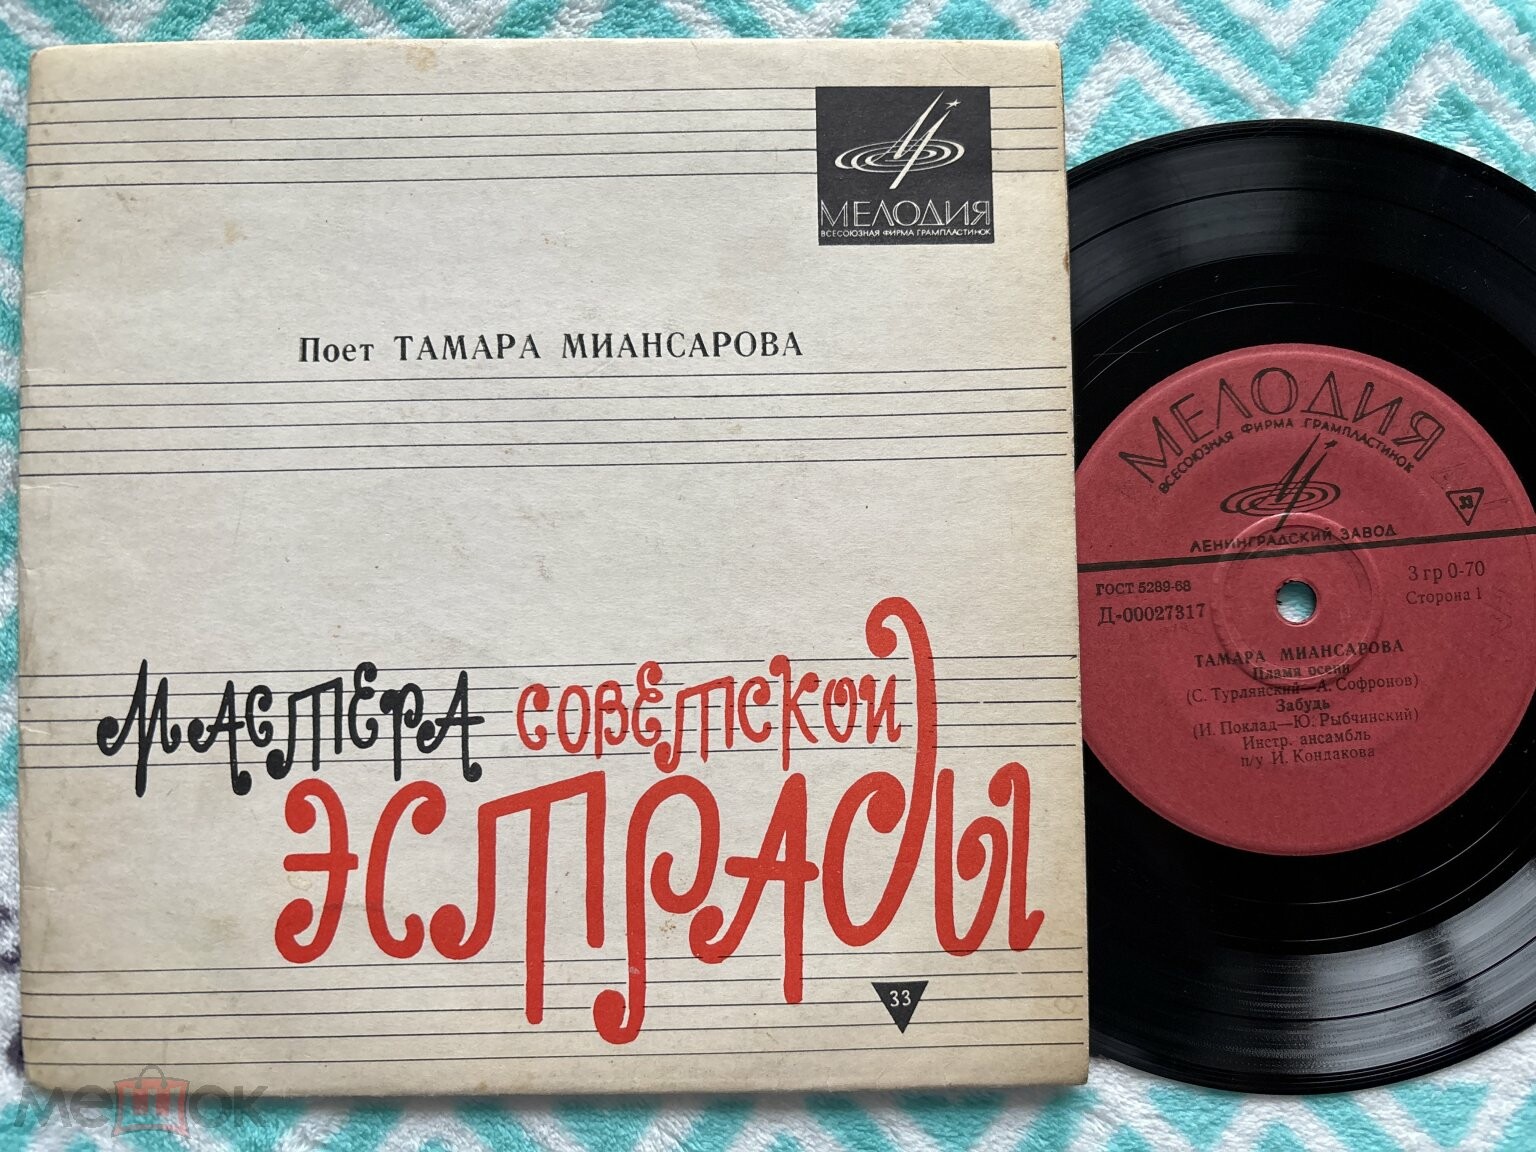 МЕЛОДИЯ
ВСЕСОЮЗНАЯ ФИРМА ГРАМПЛАСТИНОК
Поет ТАМАРА МИАНСАРОВА
МАСТЕРА СОВЕТСКОЙ
ЭСТРАДЫ
33
МЕЛОДИЯ
ВСЕСОЮЗНАЯ ФИРМА ГРАМПЛАСТИНОК
33
ЛЕНИНГРАДСКИЙ ЗАВОД
ГОСТ 5289-68
3 гр 0-70
Д-00027317
Сторона 1
ТАМАРА МИАНСАРОВА
Пламя осени
(С. Турлянский—А. Софронов)
Забудь
(И. Поклад—Ю. Рыбчинский)
Инстр. ансамбль
п/у И. Кондакова
мешок